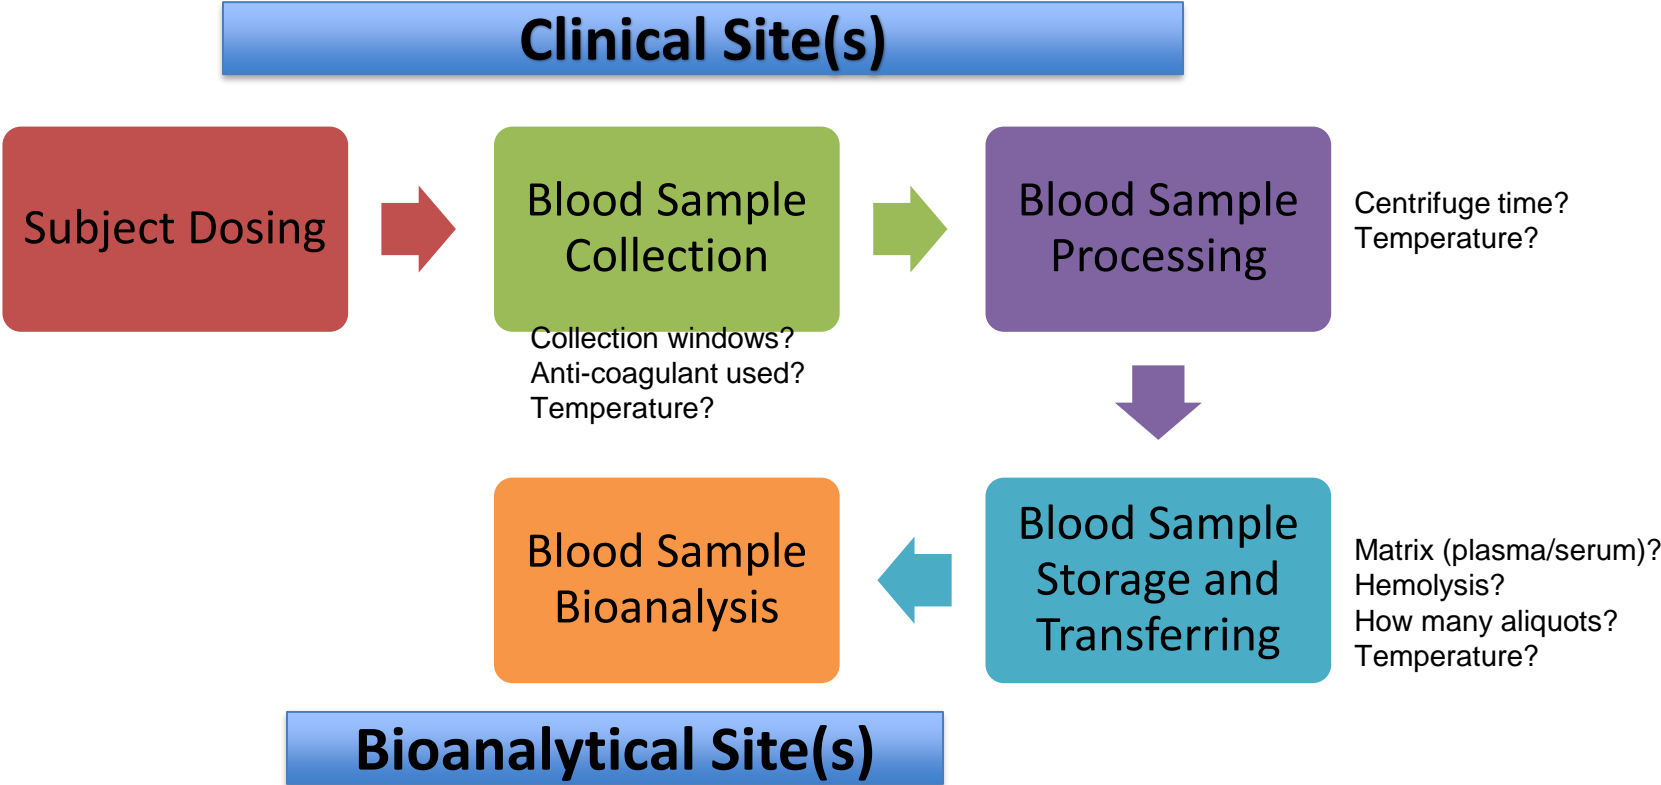 Clinical Site(s)
Subject Dosing
Blood Sample
Collection
Collection windows?
Anti-coagulant used?
Temperature?
Blood Sample
Processing
Centrifuge time?
Temperature?
Blood Sample
Storage and
Transferring
Matrix (plasma/serum)?
Hemolysis?
How many aliquots?
Temperature?
Blood Sample
Bioanalysis
Bioanalytical Site(s)